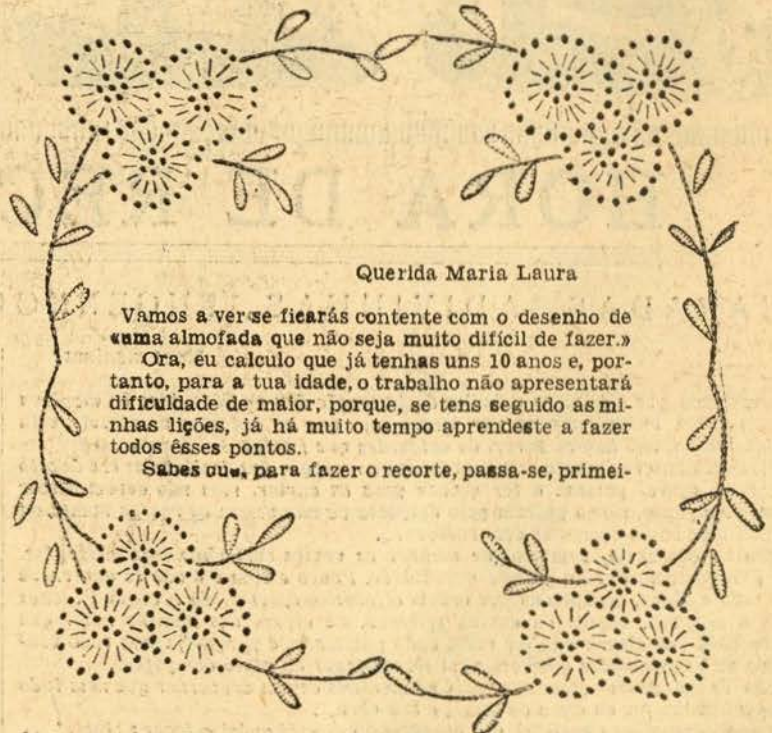 Querida Maria Laura
Vamos a ver se ficarás contente com o desenho de
«uma almofada que não seja muito difícil de fazer.»
Ora, eu calculo que já tenhas uns 10 anos e, por-
tanto, para a tua idade, o trabalho não apresentará
dificuldade de maior, porque, se tens seguido as mi-
nhas lições, já há muito tempo aprendeste a fazer
todos êsses pontos.
Sabes que, para fazer o recorte, passa-se, primei-